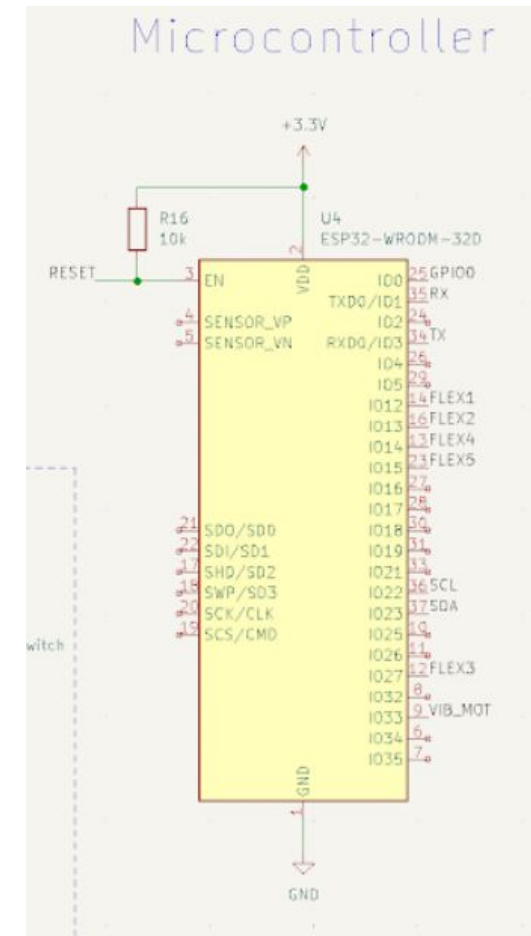 Microcontroller
+3.3V
R16
10k
U4
ESP32-WROOM-32D
RESET
3 EN
2 VDD
IO0 25 GPIO0
TXD0/IO1 35 RX
4 SENSOR_VP
IO2 24
5 SENSOR_VN
RXD0/IO3 34 TX
IO4 26
IO5 29
IO12 14 FLEX1
IO13 16 FLEX2
IO14 13 FLEX4
IO15 23 FLEX5
IO16 27
IO17 28
21 SDO/SD0
IO18 30
22 SDI/SD1
IO19 31
17 SHD/SD2
IO21 33
18 SWP/SD3
IO22 36 SCL
20 SCK/CLK
IO23 37 SDA
19 SCS/CMD
IO25 10
witch
IO26 11
IO27 12 FLEX3
IO32 8
IO33 9 VIB_MOT
IO34 6
IO35 7
GND
1
GND